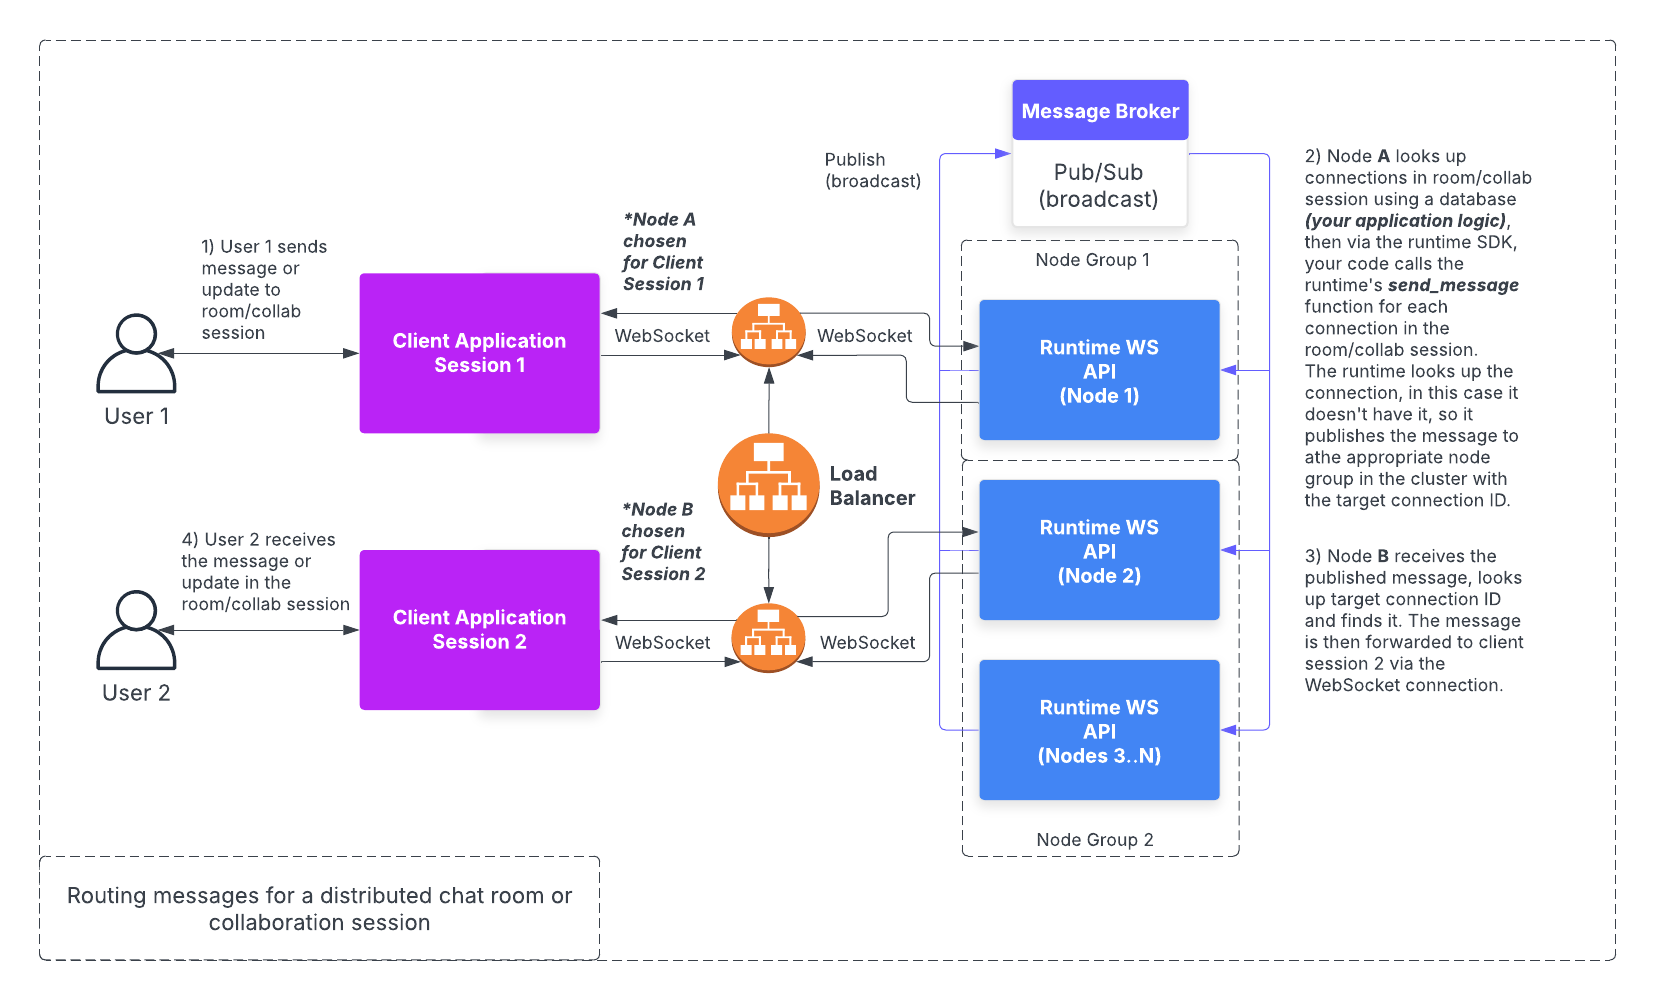 Message Broker
Pub/Sub
(broadcast)
Publish
(broadcast)
*Node A
chosen
for Client
Session 1
1) User 1 sends
message or
update to
room/collab
session
User 1
Client Application
Session 1
WebSocket
WebSocket
Node Group 1
Runtime WS
API
(Node 1)
Load
Balancer
*Node B
chosen
for Client
Session 2
4) User 2 receives
the message or
update in the
room/collab session
User 2
Client Application
Session 2
WebSocket
WebSocket
Runtime WS
API
(Node 2)
Runtime WS
API
(Nodes 3..N)
Node Group 2
2) Node A looks up
connections in room/collab
session using a database
(your application logic),
then via the runtime SDK,
your code calls the
runtime's send_message
function for each
connection in the
room/collab session.
The runtime looks up the
connection, in this case it
doesn't have it, so it
publishes the message to
athe appropriate node
group in the cluster with
the target connection ID.
3) Node B receives the
published message, looks
up target connection ID
and finds it. The message
is then forwarded to client
session 2 via the
WebSocket connection.
Routing messages for a distributed chat room or
collaboration session